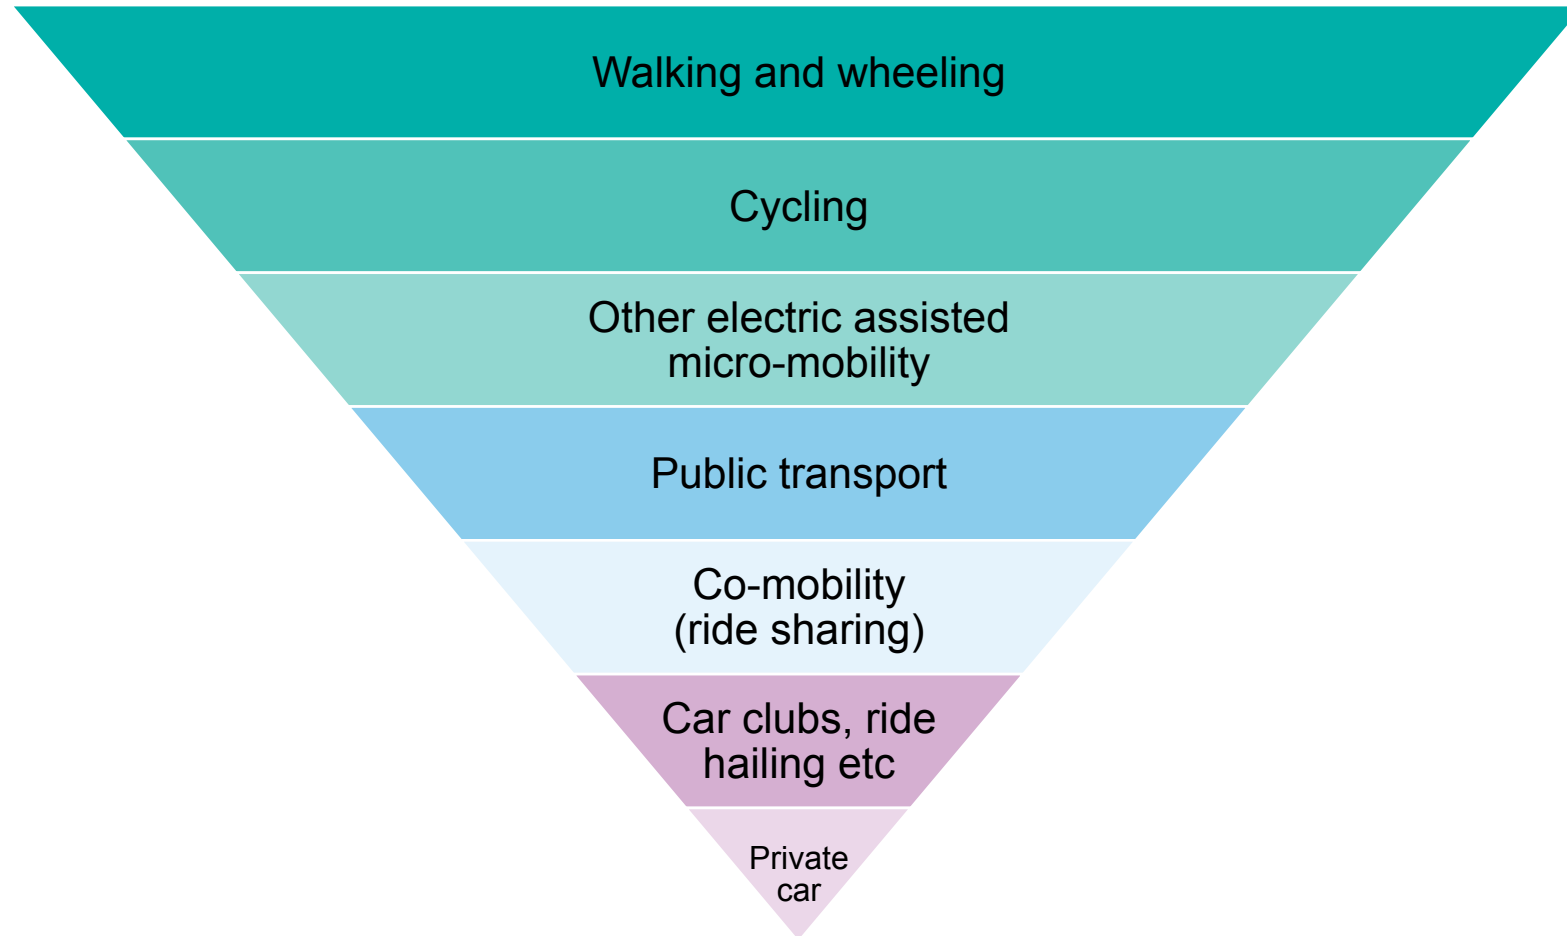 Walking and wheeling
Cycling
Other electric assisted
micro-mobility
Public transport
Co-mobility
(ride sharing)
Car clubs, ride
hailing etc
Private
car